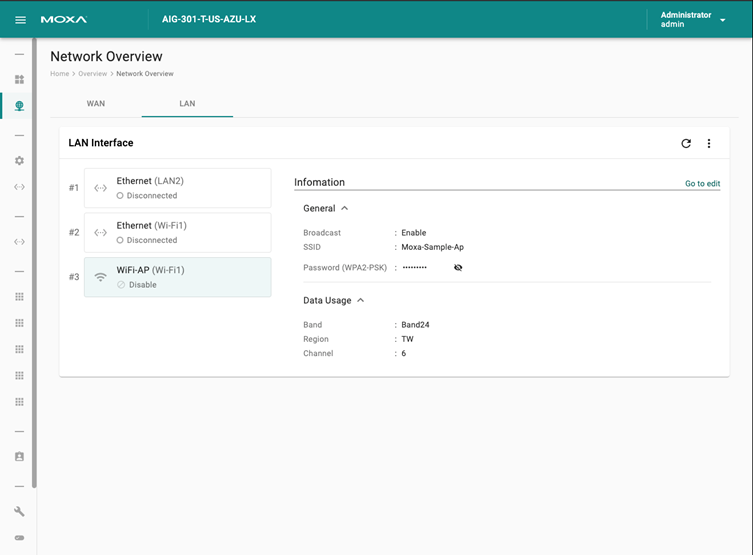 MOXA
AIG-301-T-US-AZU-LX
Administrator
admin
Network Overview
Home > Overview > Network Overview
WAN
LAN
LAN Interface
#1
Ethernet (LAN2)
Disconnected
#2
Ethernet (Wi-Fi1)
Disconnected
#3
WiFi-AP (Wi-Fi1)
Disable
Infomation
Go to edit
General
Broadcast : Enable
SSID : Moxa-Sample-Ap
Password (WPA2-PSK) : •••••••••
Data Usage
Band : Band24
Region : TW
Channel : 6